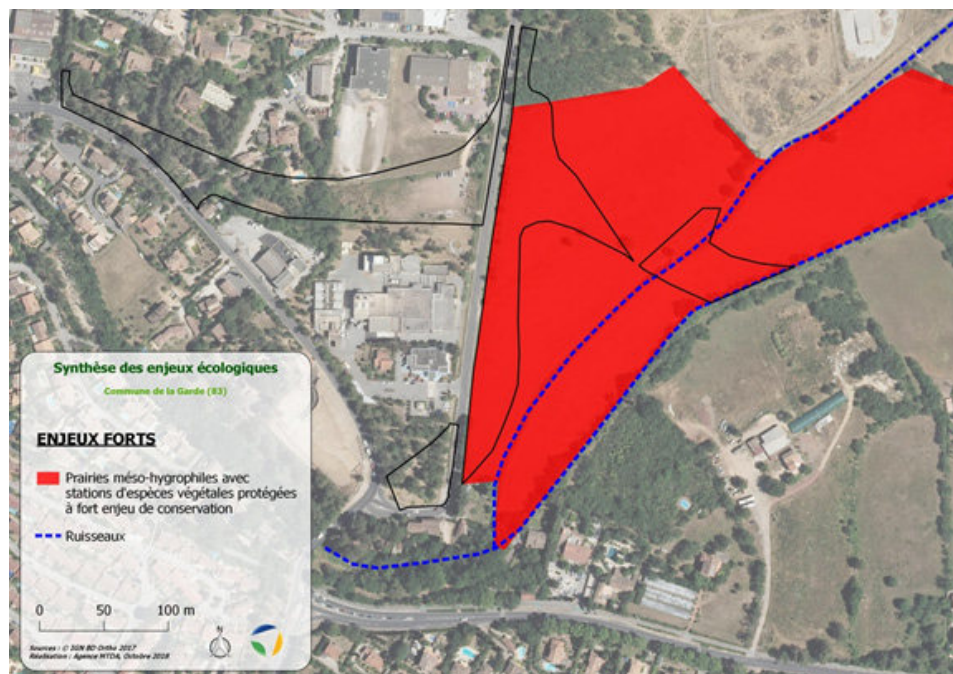 Synthèse des enjeux écologiques
Commune de la Garde (83)
ENJEUX FORTS
Prairies méso-hygrophiles avec
stations d'espèces végétales protégées
à fort enjeu de conservation
Ruisseaux
0 50 100 m
N
Sources : © IGN BD Ortho 2017
Réalisation : Agence MTDA, Octobre 2018